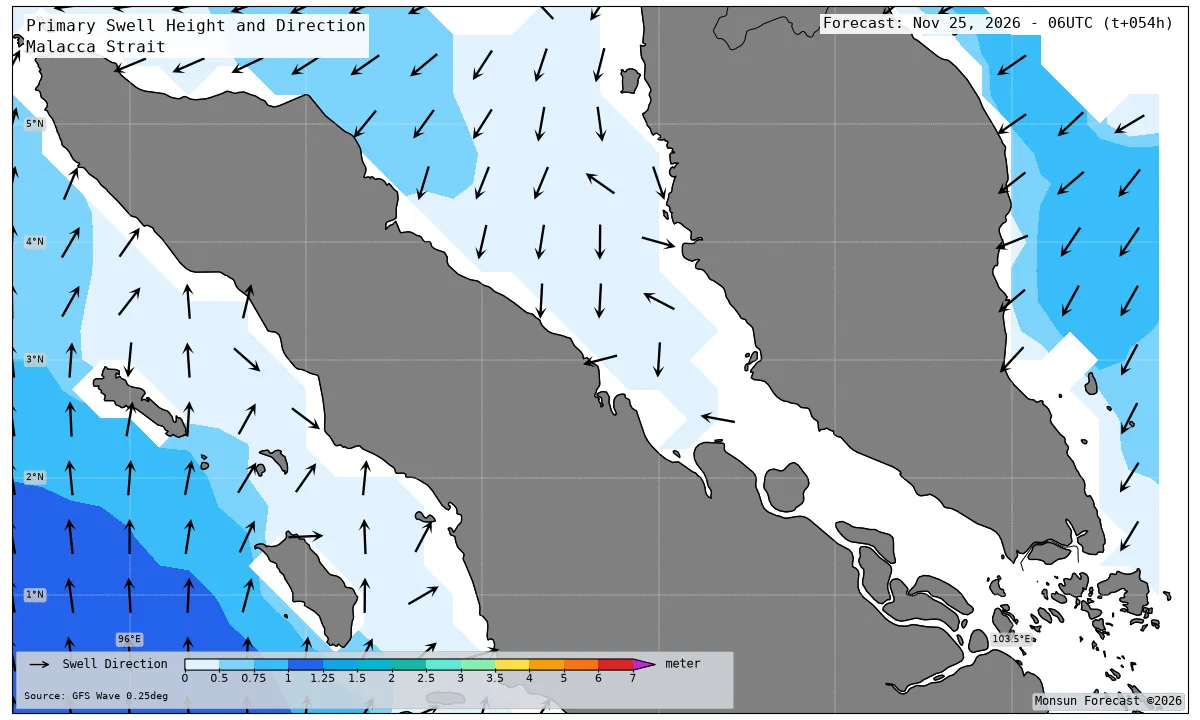 Primary Swell Height and Direction
Malacca Strait
Forecast: Nov 25, 2026 - 06UTC (t+054h)
5°N
4°N
3°N
2°N
1°N
96°E
103.5°E
Swell Direction
meter
0 0.5 0.75 1 1.25 1.5 2 2.5 3 3.5 4 5 6 7
Source: GFS Wave 0.25deg
Monsun Forecast ©2026